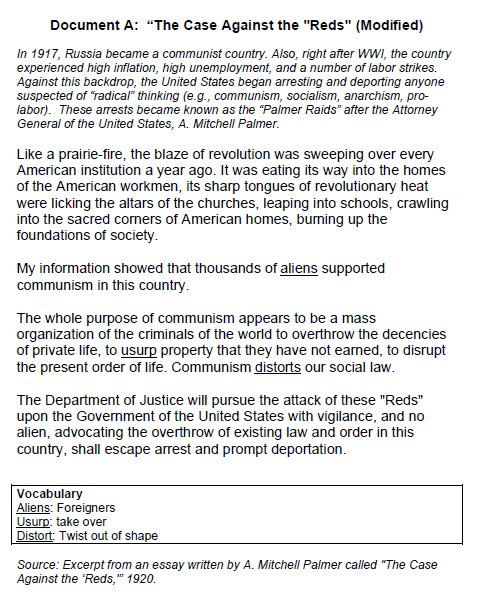 Document A:  “The Case Against the "Reds" (Modified)
In 1917, Russia became a communist country. Also, right after WWI, the country
experienced high inflation, high unemployment, and a number of labor strikes.
Against this backdrop, the United States began arresting and deporting anyone
suspected of “radical” thinking (e.g., communism, socialism, anarchism, pro-
labor).  These arrests became known as the “Palmer Raids” after the Attorney
General of the United States, A. Mitchell Palmer.
Like a prairie-fire, the blaze of revolution was sweeping over every
American institution a year ago. It was eating its way into the homes
of the American workmen, its sharp tongues of revolutionary heat
were licking the altars of the churches, leaping into schools, crawling
into the sacred corners of American homes, burning up the
foundations of society.
My information showed that thousands of aliens supported
communism in this country.
The whole purpose of communism appears to be a mass
organization of the criminals of the world to overthrow the decencies
of private life, to usurp property that they have not earned, to disrupt
the present order of life. Communism distorts our social law.
The Department of Justice will pursue the attack of these "Reds"
upon the Government of the United States with vigilance, and no
alien, advocating the overthrow of existing law and order in this
country, shall escape arrest and prompt deportation.
Vocabulary
Aliens: Foreigners
Usurp: take over
Distort: Twist out of shape
Source: Excerpt from an essay written by A. Mitchell Palmer called "The Case
Against the ‘Reds,’” 1920.